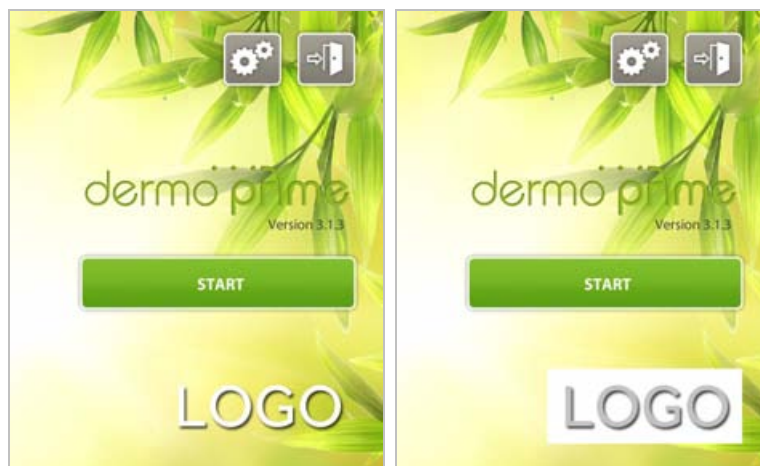 dermo prime
Version 3.1.3
START
LOGO
dermo prime
Version 3.1.3
START
LOGO